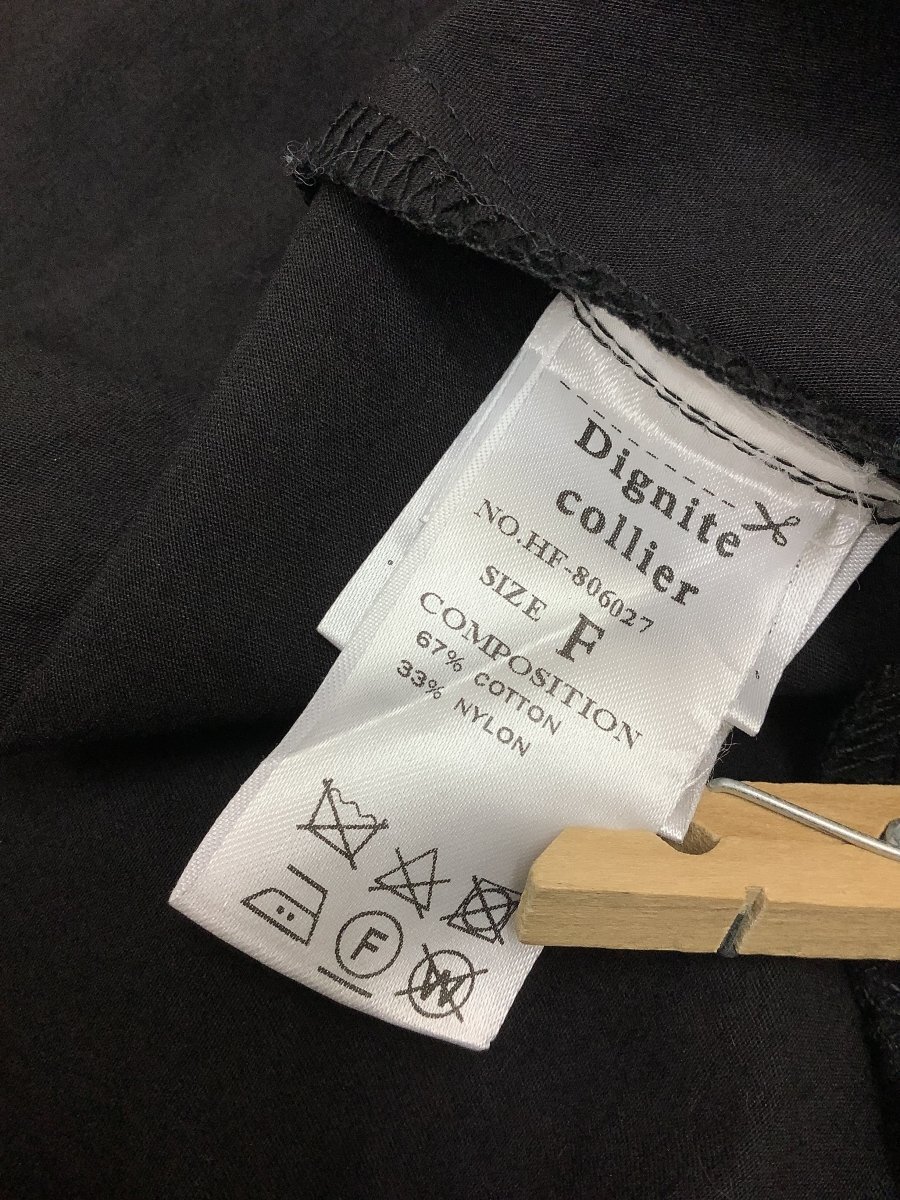 Dignite
collier
NO.HF-806027
SIZE F
COMPOSITION
67% COTTON
33% NYLON
F
W